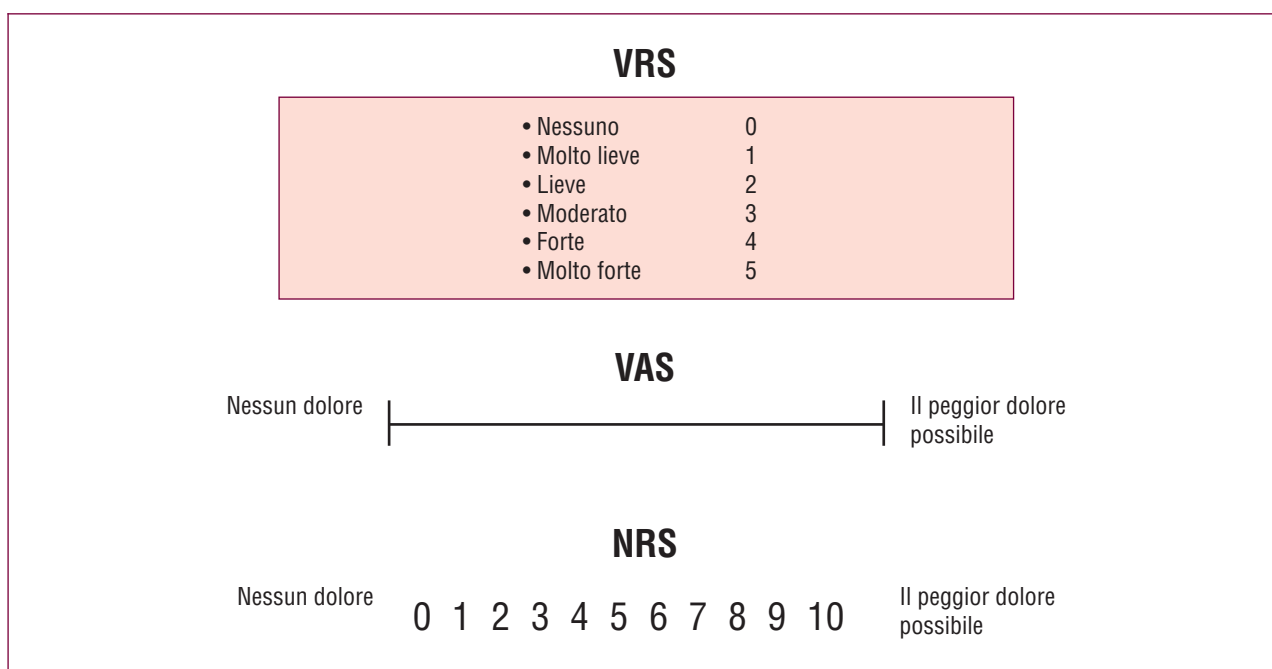 VRS
• Nessuno 0
• Molto lieve 1
• Lieve 2
• Moderato 3
• Forte 4
• Molto forte 5
VAS
Nessun dolore
Il peggior dolore
possibile
NRS
Nessun dolore
0 1 2 3 4 5 6 7 8 9 10
Il peggior dolore
possibile